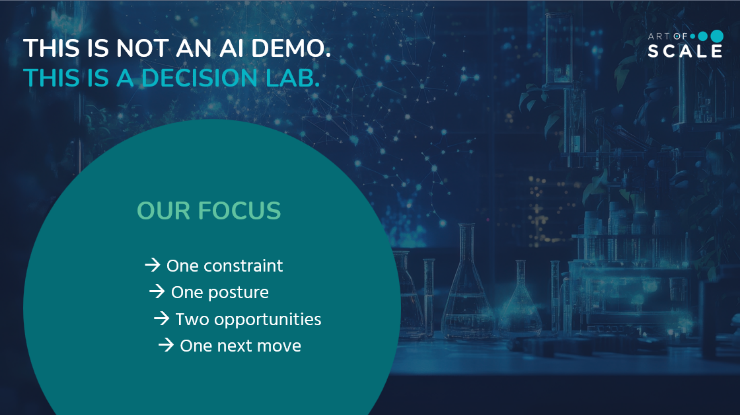 THIS IS NOT AN AI DEMO.
THIS IS A DECISION LAB.
ART OF
SCALE
OUR FOCUS
→ One constraint
→ One posture
→ Two opportunities
→ One next move